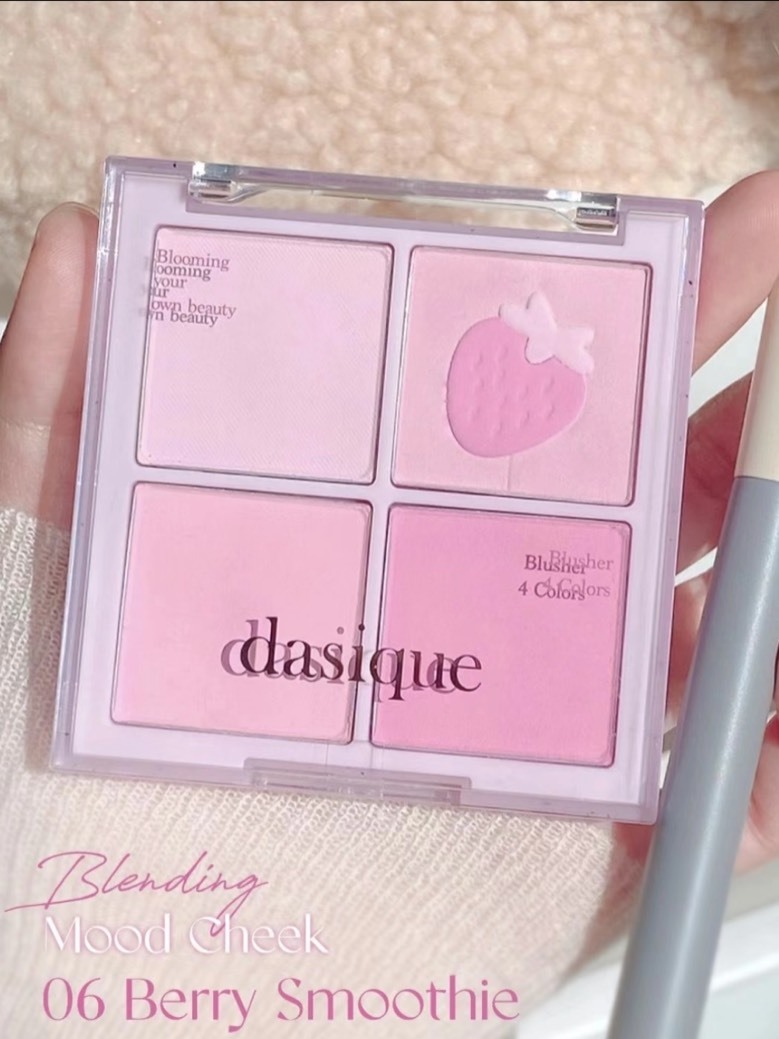 Blooming
your
own beauty
Blusher
4 Colors
dasique
Blending
Mood Cheek
06 Berry Smoothie